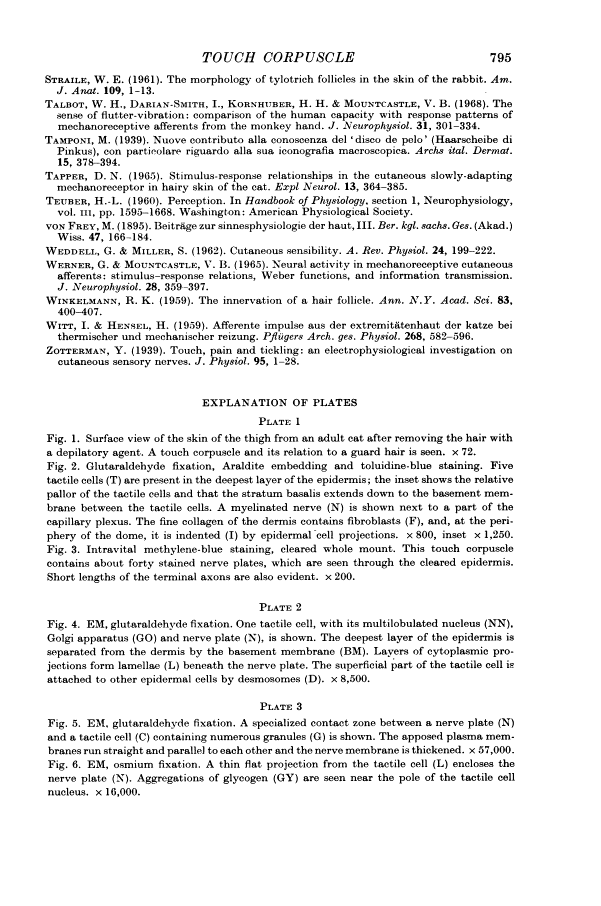 TOUCH CORPUSCLE 795
STRAILE, W. E. (1961). The morphology of tylotrich follicles in the skin of the rabbit. Am.
J. Anat. 109, 1-13.
TALBOT, W. H., DARIAN-SMITH, I., KORNHUBER, H. H. & MOUNTCASTLE, V. B. (1968). The
sense of flutter-vibration: comparison of the human capacity with response patterns of
mechanoreceptive afferents from the monkey hand. J. Neurophysiol. 31, 301-334.
TAMPONI, M. (1939). Nuove contributo alla conoscenza del 'disco de pelo' (Haarscheibe di
Pinkus), con particolare riguardo alla sua iconografia macroscopica. Archs ital. Dermat.
15, 378-394.
TAPPER, D. N. (1965). Stimulus-response relationships in the cutaneous slowly-adapting
mechanoreceptor in hairy skin of the cat. Expl Neurol. 13, 364-385.
TEUBER, H.-L. (1960). Perception. In Handbook of Physiology, section 1, Neurophysiology,
vol. III, pp. 1595-1668. Washington: American Physiological Society.
VON FREY, M. (1895). Beiträge zur sinnesphysiologie der haut, III. Ber. kgl. sachs. Ges. (Akad.)
Wiss. 47, 166-184.
WEDDELL, G. & MILLER, S. (1962). Cutaneous sensibility. A. Rev. Physiol. 24, 199-222.
WERNER, G. & MOUNTCASTLE, V. B. (1965). Neural activity in mechanoreceptive cutaneous
afferents: stimulus-response relations, Weber functions, and information transmission.
J. Neurophysiol. 28, 359-397.
WINKELMANN, R. K. (1959). The innervation of a hair follicle. Ann. N.Y. Acad. Sci. 83,
400-407.
WITT, I. & HENSEL, H. (1959). Afferente impulse aus der extremitätenhaut der katze bei
thermischer und mechanischer reizung. Pflügers Arch. ges. Physiol. 268, 582-596.
ZOTTERMAN, Y. (1939). Touch, pain and tickling: an electrophysiological investigation on
cutaneous sensory nerves. J. Physiol. 95, 1-28.
EXPLANATION OF PLATES
PLATE 1
Fig. 1. Surface view of the skin of the thigh from an adult cat after removing the hair with
a depilatory agent. A touch corpuscle and its relation to a guard hair is seen. × 72.
Fig. 2. Glutaraldehyde fixation, Araldite embedding and toluidine-blue staining. Five
tactile cells (T) are present in the deepest layer of the epidermis; the inset shows the relative
pallor of the tactile cells and that the stratum basalis extends down to the basement mem-
brane between the tactile cells. A myelinated nerve (N) is shown next to a part of the
capillary plexus. The fine collagen of the dermis contains fibroblasts (F), and, at the peri-
phery of the dome, it is indented (I) by epidermal cell projections. × 800, inset × 1,250.
Fig. 3. Intravital methylene-blue staining, cleared whole mount. This touch corpuscle
contains about forty stained nerve plates, which are seen through the cleared epidermis.
Short lengths of the terminal axons are also evident. × 200.
PLATE 2
Fig. 4. EM, glutaraldehyde fixation. One tactile cell, with its multilobulated nucleus (NN),
Golgi apparatus (GO) and nerve plate (N), is shown. The deepest layer of the epidermis is
separated from the dermis by the basement membrane (BM). Layers of cytoplasmic pro-
jections form lamellae (L) beneath the nerve plate. The superficial part of the tactile cell is
attached to other epidermal cells by desmosomes (D). × 8,500.
PLATE 3
Fig. 5. EM, glutaraldehyde fixation. A specialized contact zone between a nerve plate (N)
and a tactile cell (C) containing numerous granules (G) is shown. The apposed plasma mem-
branes run straight and parallel to each other and the nerve membrane is thickened. × 57,000.
Fig. 6. EM, osmium fixation. A thin flat projection from the tactile cell (L) encloses the
nerve plate (N). Aggregations of glycogen (GY) are seen near the pole of the tactile cell
nucleus. × 16,000.